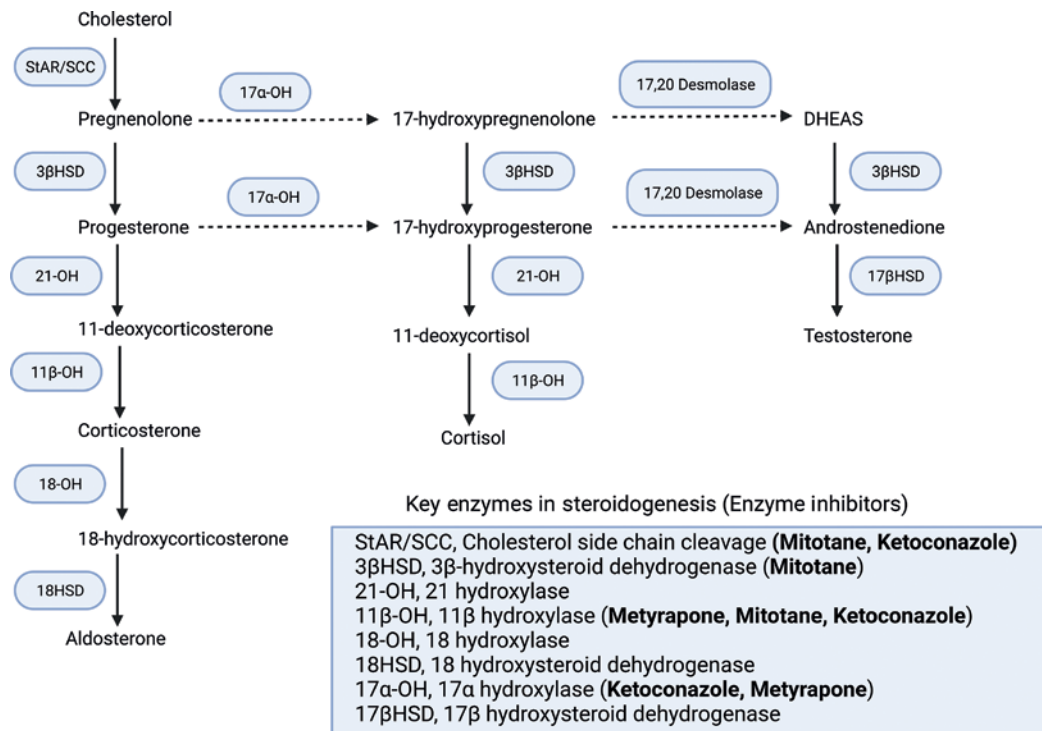 Cholesterol
StAR/SCC
17α-OH
17,20 Desmolase
Pregnenolone
17-hydroxypregnenolone
DHEAS
3βHSD
3βHSD
3βHSD
17α-OH
17,20 Desmolase
Progesterone
17-hydroxyprogesterone
Androstenedione
21-OH
21-OH
17βHSD
11-deoxycorticosterone
11-deoxycortisol
Testosterone
11β-OH
11β-OH
Corticosterone
Cortisol
18-OH
18-hydroxycorticosterone
18HSD
Aldosterone
Key enzymes in steroidogenesis (Enzyme inhibitors)
StAR/SCC, Cholesterol side chain cleavage (Mitotane, Ketoconazole)
3βHSD, 3β-hydroxysteroid dehydrogenase (Mitotane)
21-OH, 21 hydroxylase
11β-OH, 11β hydroxylase (Metyrapone, Mitotane, Ketoconazole)
18-OH, 18 hydroxylase
18HSD, 18 hydroxysteroid dehydrogenase
17α-OH, 17α hydroxylase (Ketoconazole, Metyrapone)
17βHSD, 17β hydroxysteroid dehydrogenase